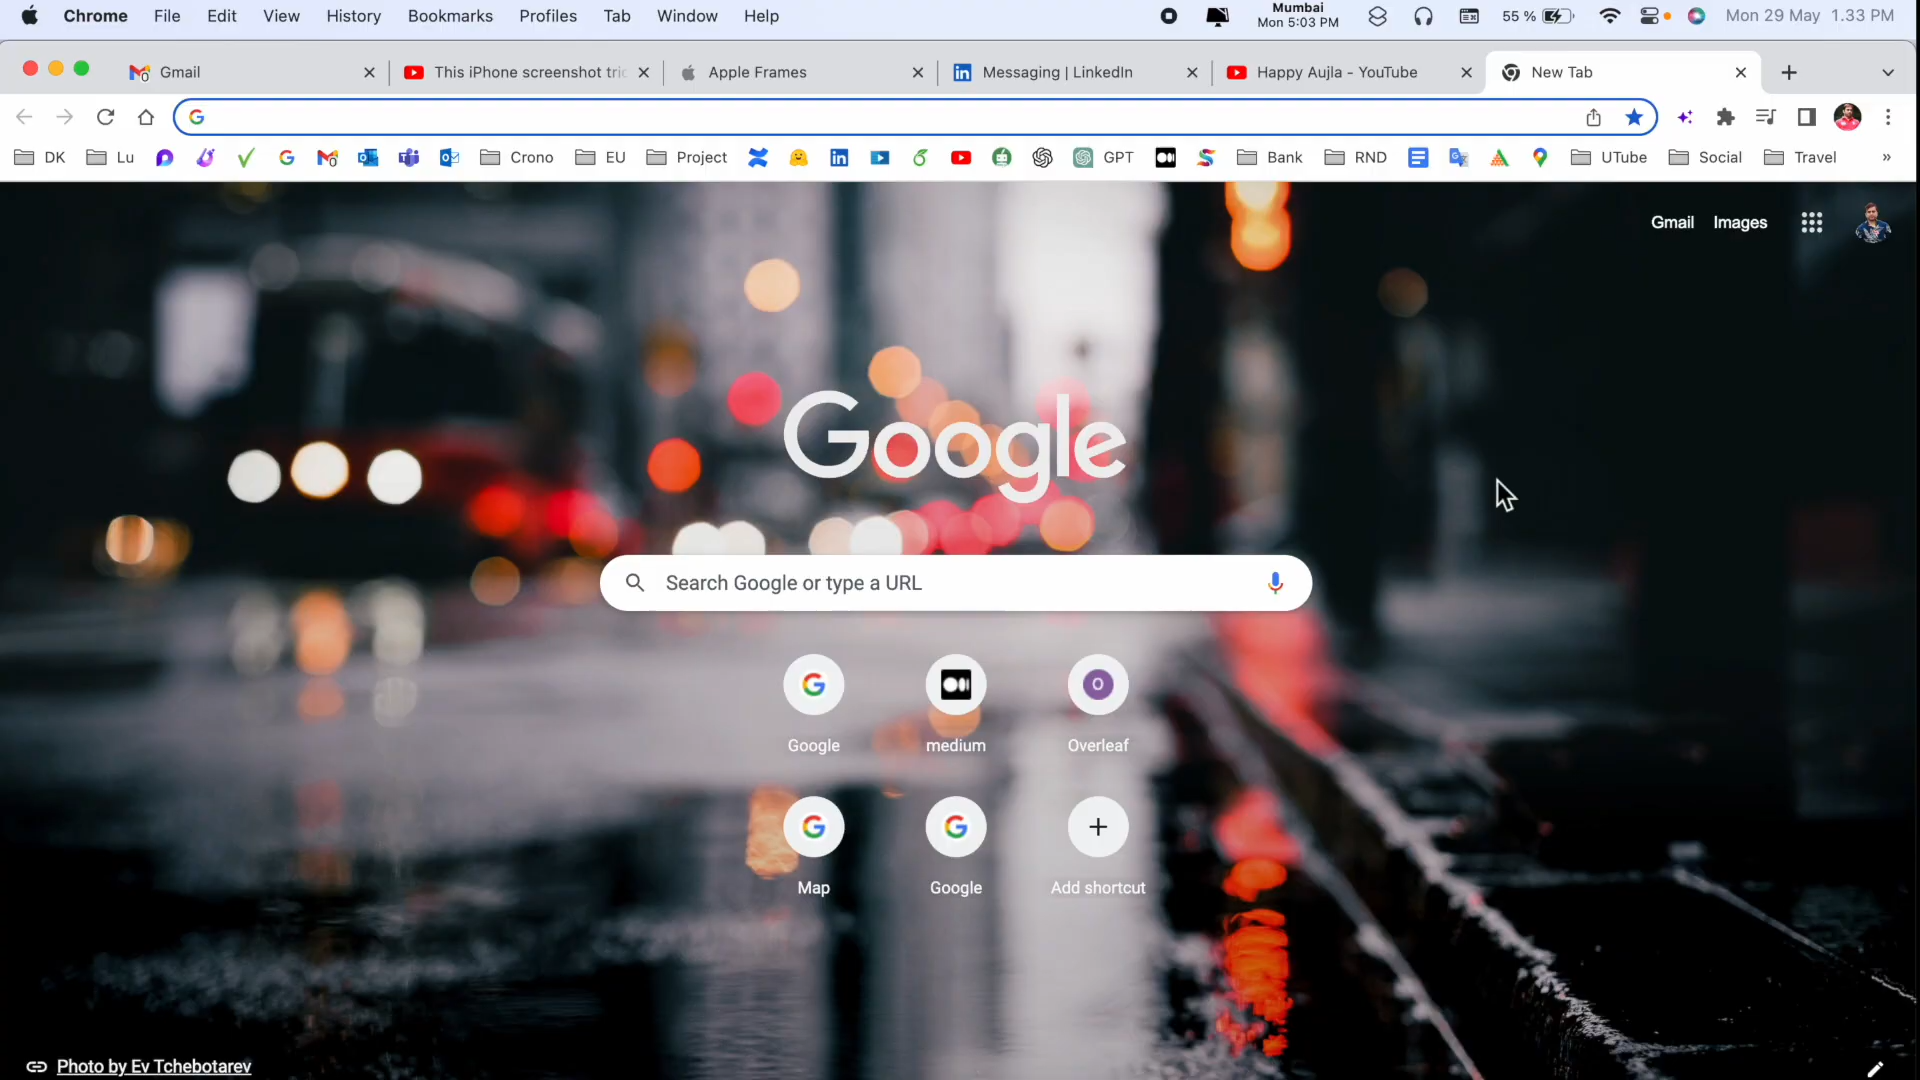 Chrome File Edit View History Bookmarks Profiles Tab Window Help
Mumbai
Mon 5:03 PM
55 %
Mon 29 May 1.33 PM
Gmail
This iPhone screenshot tric
Apple Frames
Messaging | LinkedIn
Happy Aujla - YouTube
New Tab
DK Lu Crono EU Project GPT Bank RND UTube Social Travel »
Gmail Images
Google
Search Google or type a URL
Google medium Overleaf
Map Google Add shortcut
Photo by Ev Tchebotarev